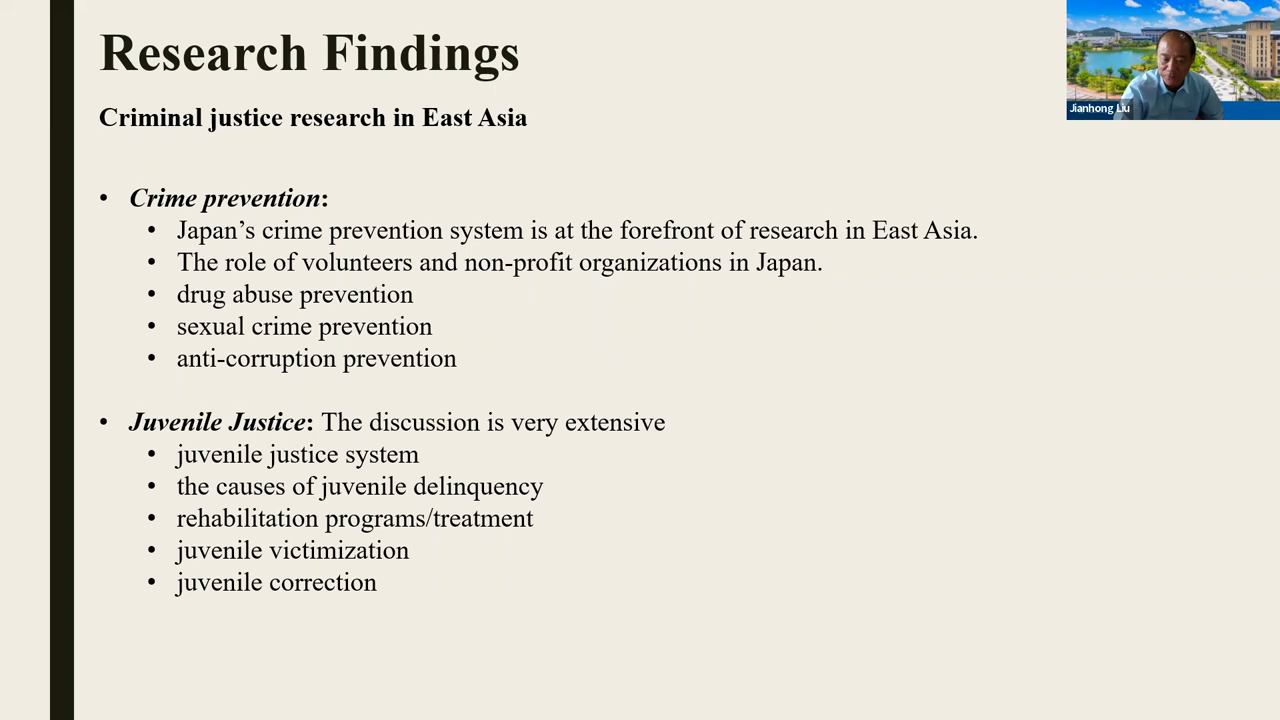 Research Findings
Jianhong Liu
Criminal justice research in East Asia
• Crime prevention:
• Japan’s crime prevention system is at the forefront of research in East Asia.
• The role of volunteers and non-profit organizations in Japan.
• drug abuse prevention
• sexual crime prevention
• anti-corruption prevention
• Juvenile Justice: The discussion is very extensive
• juvenile justice system
• the causes of juvenile delinquency
• rehabilitation programs/treatment
• juvenile victimization
• juvenile correction